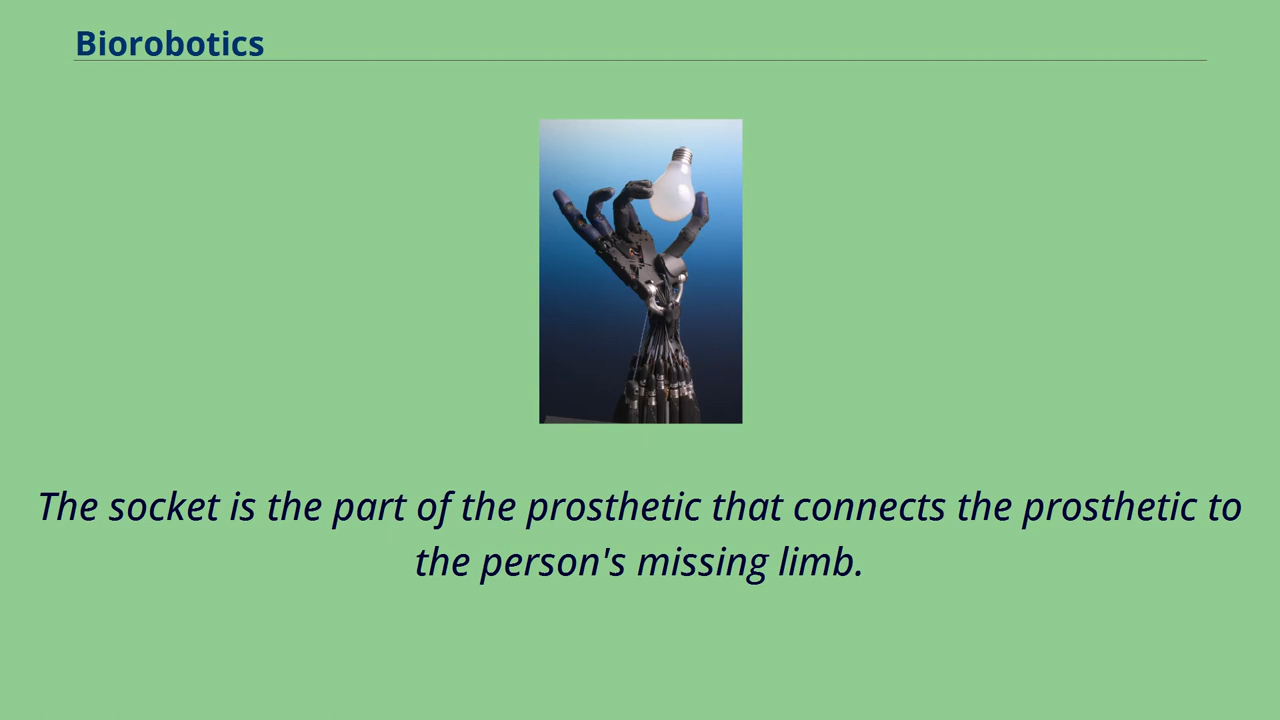 Biorobotics
The socket is the part of the prosthetic that connects the prosthetic to
the person's missing limb.